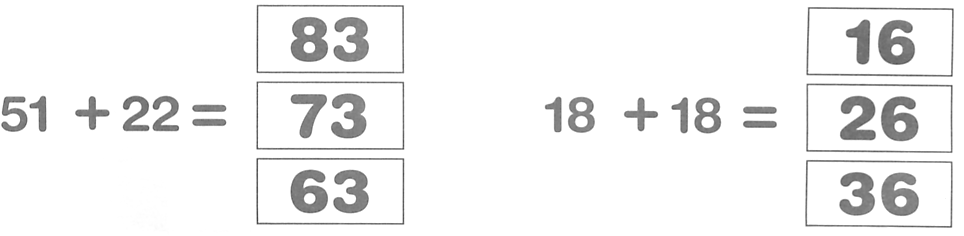 83
51 + 22 = 73
63
16
18 + 18 = 26
36